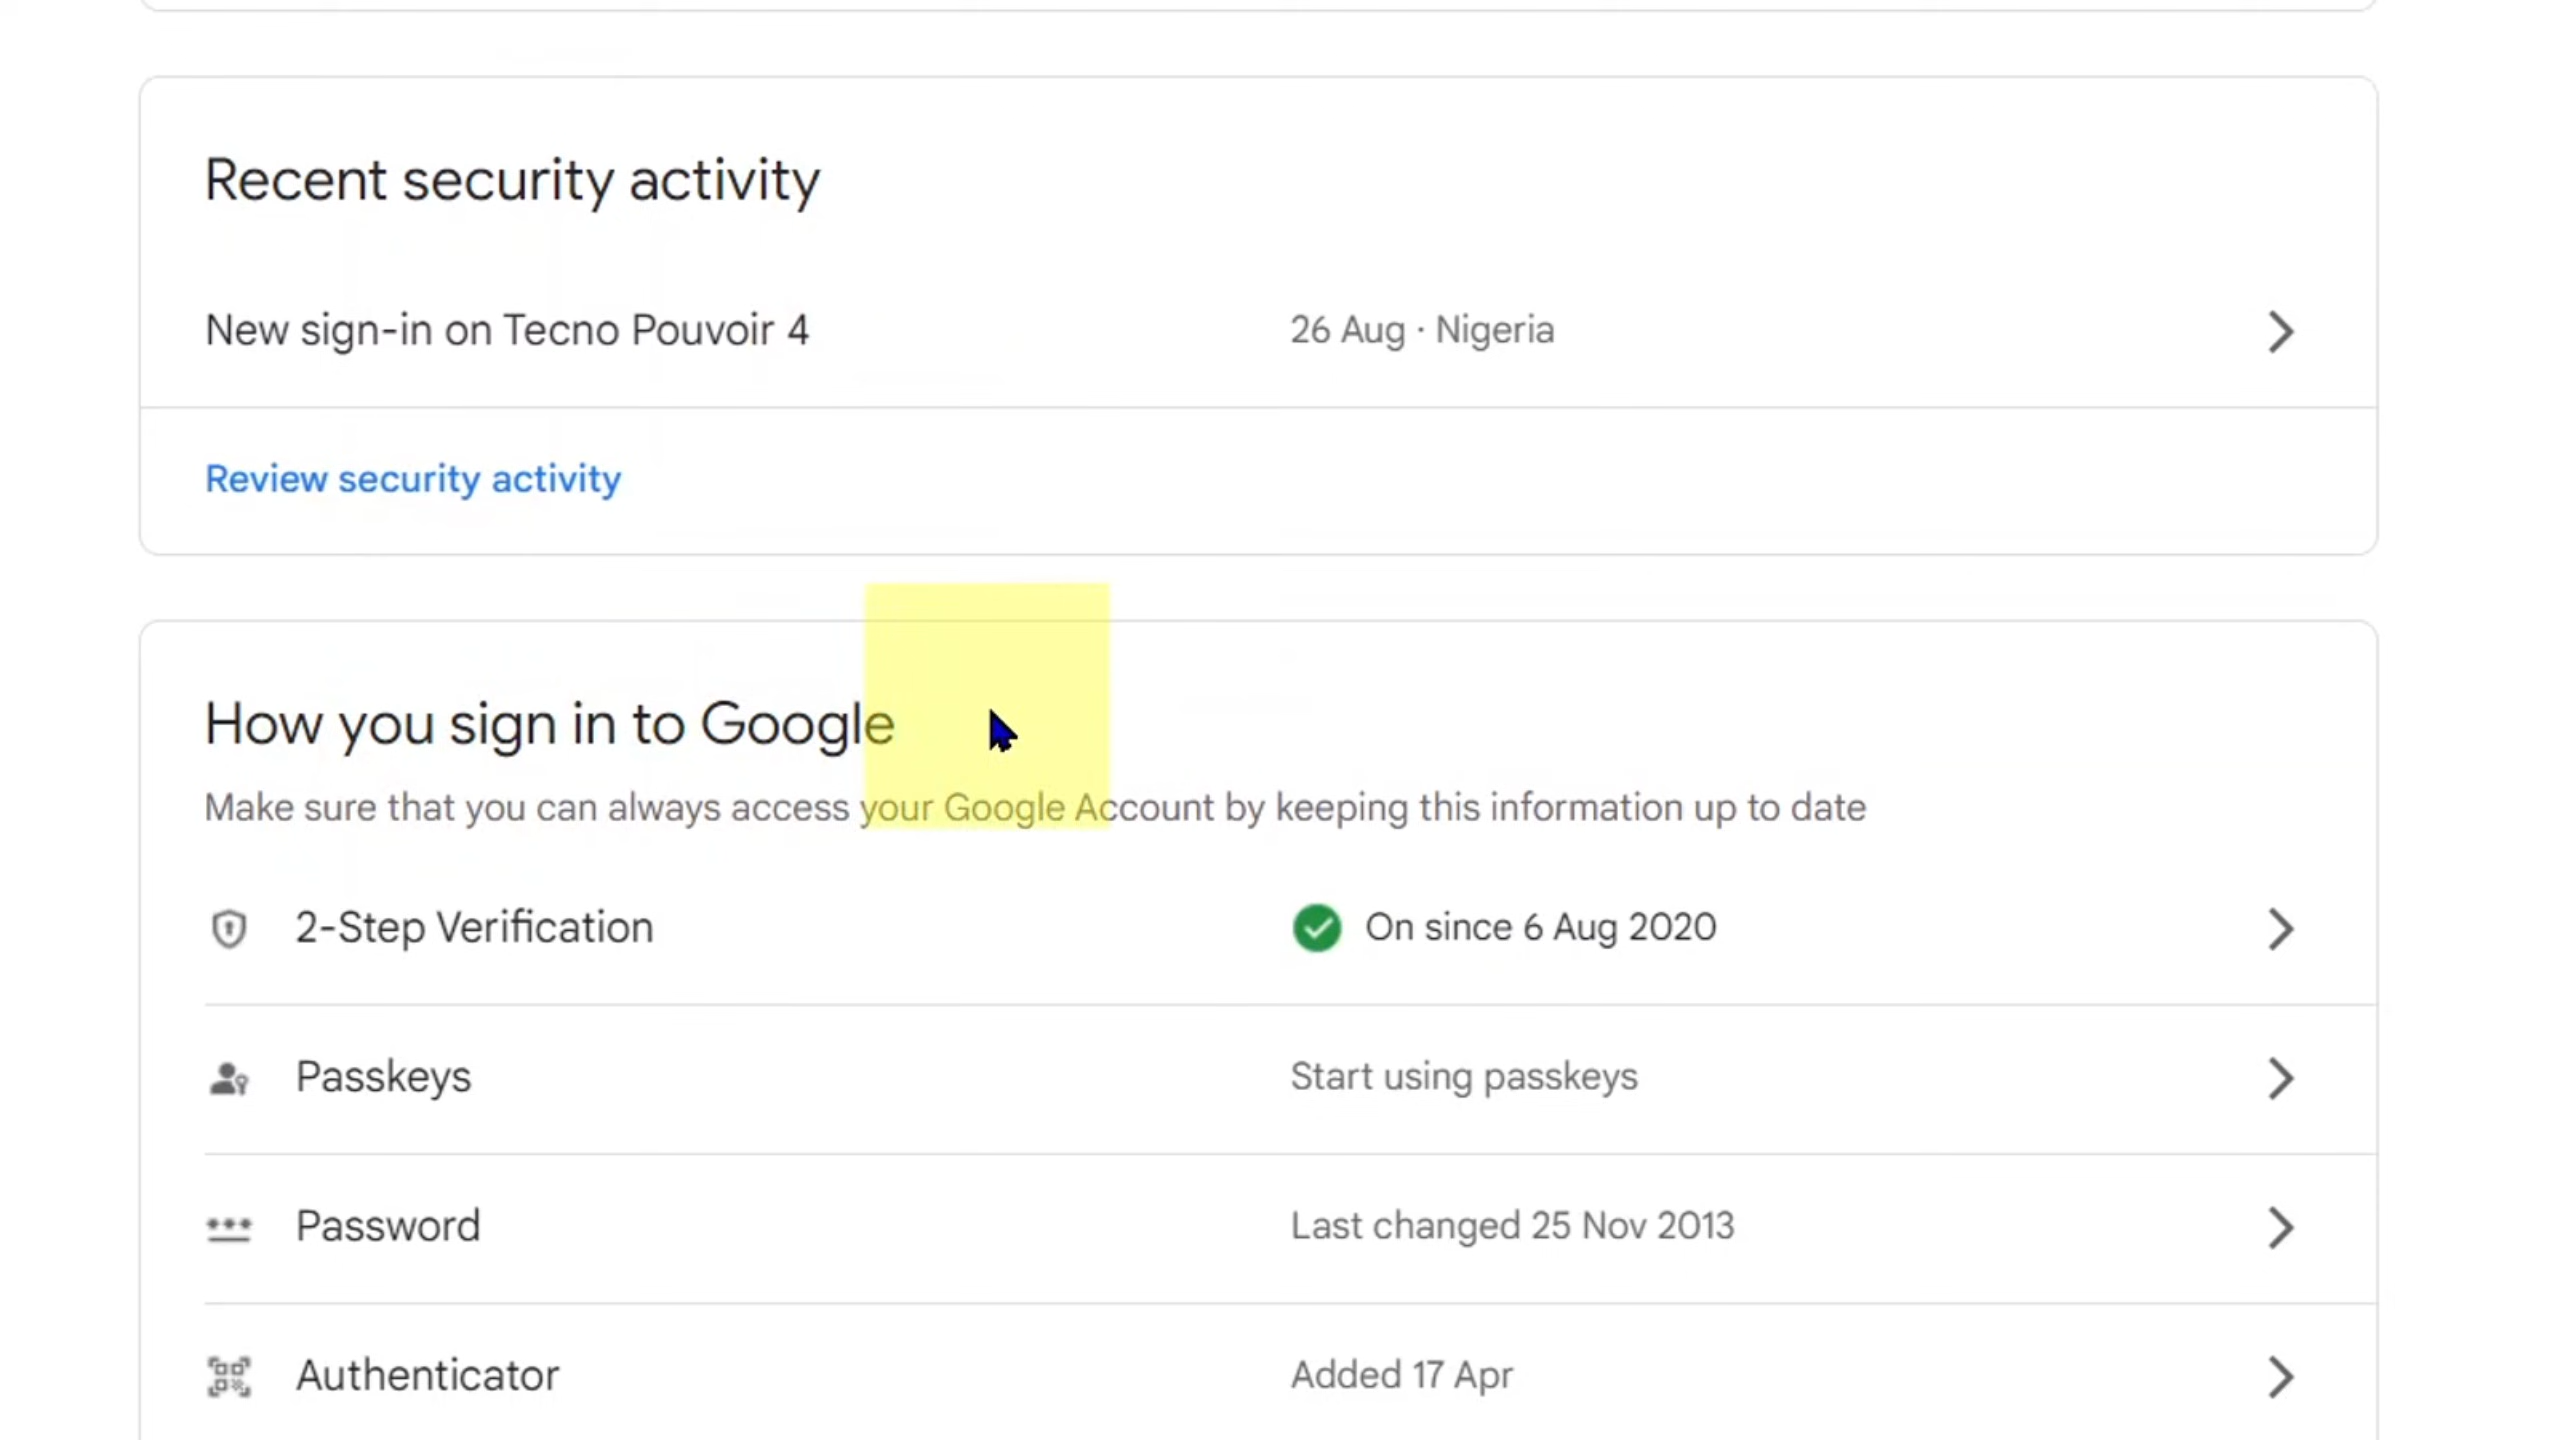 Recent security activity
New sign-in on Tecno Pouvoir 4
26 Aug · Nigeria
Review security activity
How you sign in to Google
Make sure that you can always access your Google Account by keeping this information up to date
2-Step Verification
On since 6 Aug 2020
Passkeys
Start using passkeys
Password
Last changed 25 Nov 2013
Authenticator
Added 17 Apr